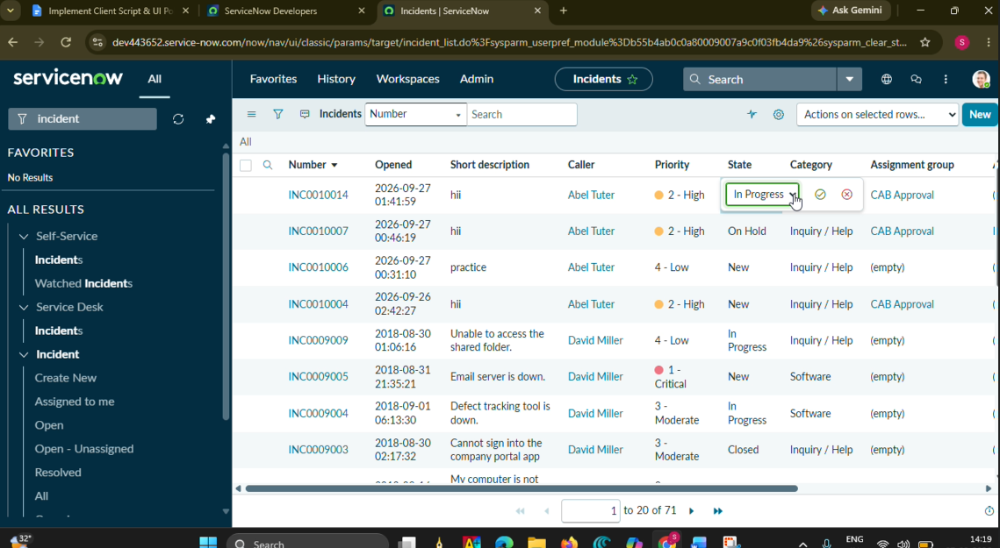 Implement Client Script & UI Po
ServiceNow Developers
Incidents | ServiceNow
Ask Gemini
dev443652.service-now.com/now/nav/ui/classic/params/target/incident_list.do%3Fsysparm_userpref_module%3Db55b4ab0c0a80009007a9c0f03fb4da9%26sysparm_clear_st...
S
servicenow
All
Favorites
History
Workspaces
Admin
Incidents
Search
incident
Incidents
Number
Search
Actions on selected rows...
New
FAVORITES
No Results
ALL RESULTS
Self-Service
Incidents
Watched Incidents
Service Desk
Incidents
Incident
Create New
Assigned to me
Open
Open - Unassigned
Resolved
All
All
Number Opened Short description Caller Priority State Category Assignment group
INC0010014 2026-09-27 01:41:59 hii Abel Tuter 2 - High In Progress CAB Approval
INC0010007 2026-09-27 00:46:19 hii Abel Tuter 2 - High On Hold Inquiry / Help CAB Approval
INC0010006 2026-09-27 00:31:10 practice Abel Tuter 4 - Low New Inquiry / Help (empty)
INC0010004 2026-09-26 02:42:27 hii Abel Tuter 2 - High New Inquiry / Help CAB Approval
INC0009009 2018-08-30 01:06:16 Unable to access the shared folder. David Miller 4 - Low In Progress Inquiry / Help (empty)
INC0009005 2018-08-31 21:35:21 Email server is down. David Miller 1 - Critical New Software (empty)
INC0009004 2018-09-01 06:13:30 Defect tracking tool is down. David Miller 3 - Moderate In Progress Software (empty)
INC0009003 2018-08-30 02:17:32 Cannot sign into the company portal app David Miller 3 - Moderate Closed Inquiry / Help (empty)
My computer is not
1 to 20 of 71
32°
Search
S
ENG
14:19